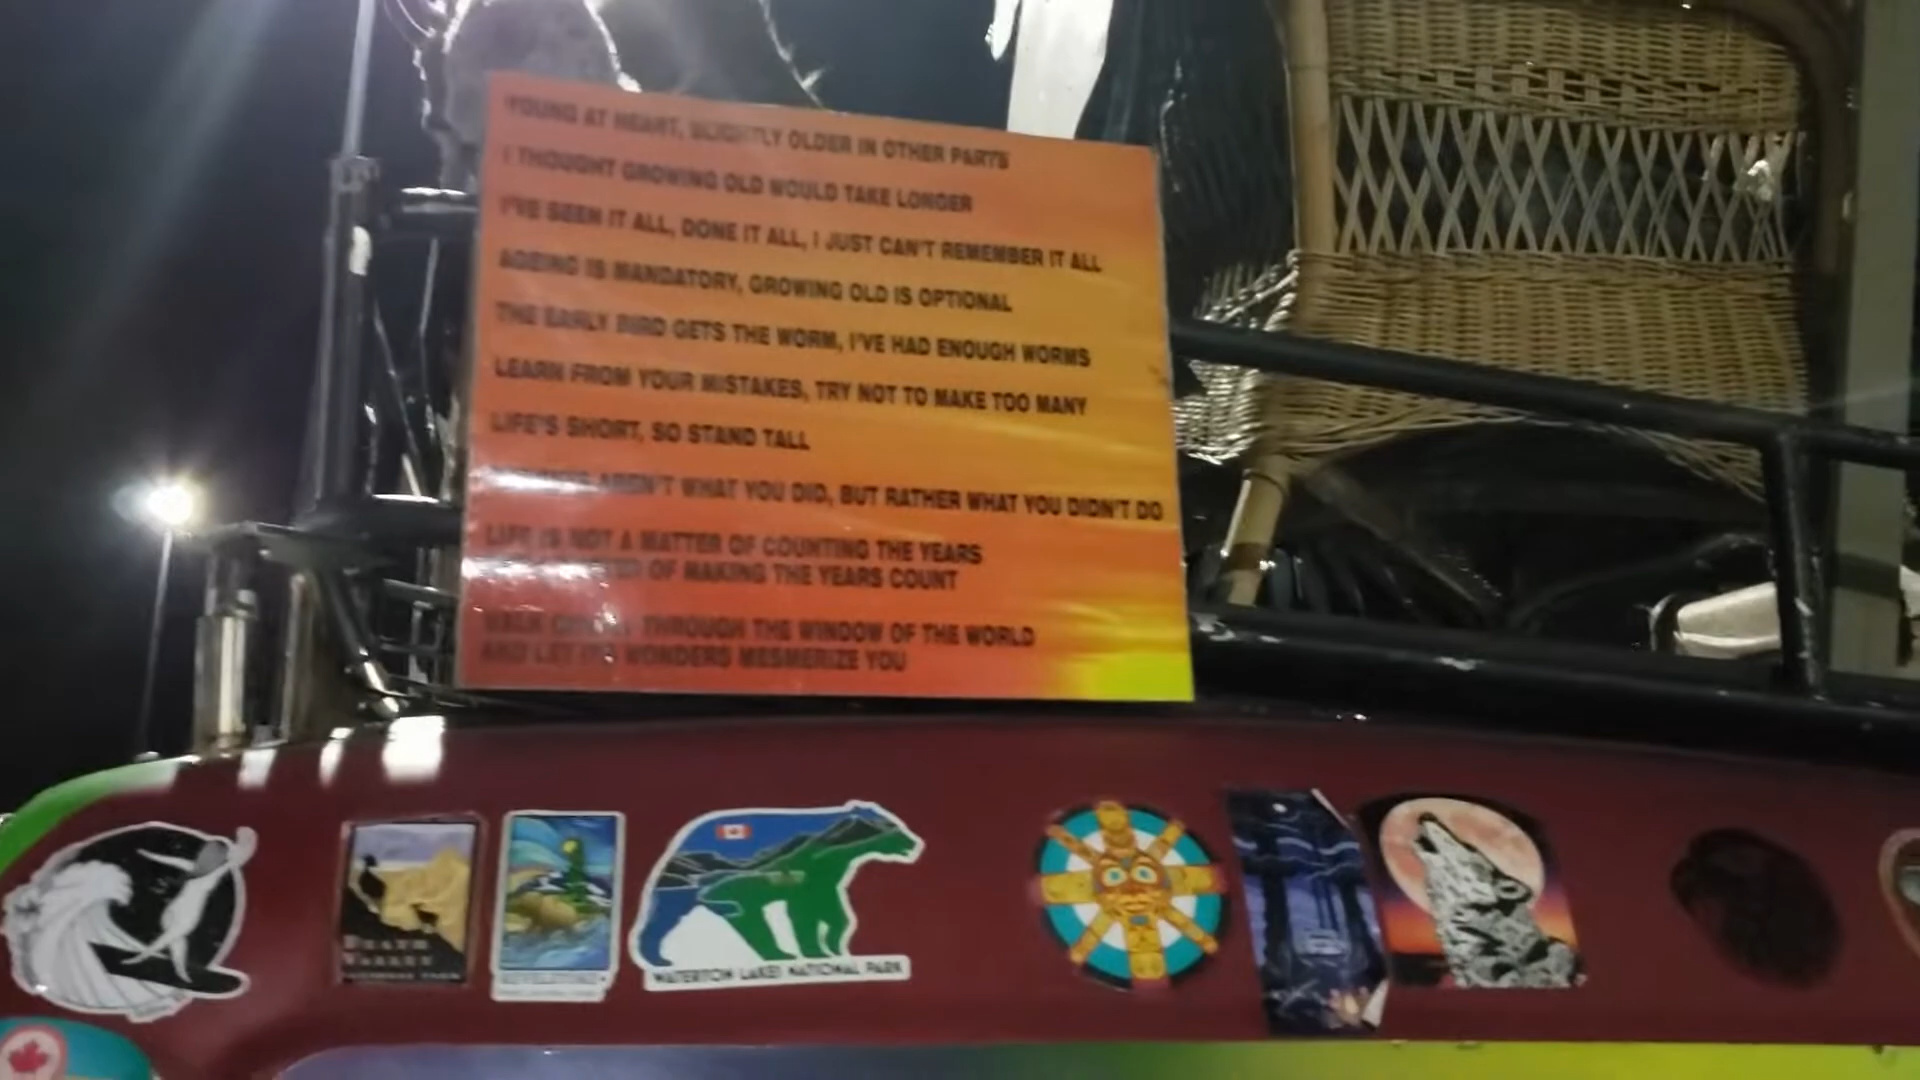 YOUNG AT HEART, SLIGHTLY OLDER IN OTHER PARTS
I THOUGHT GROWING OLD WOULD TAKE LONGER
I'VE SEEN IT ALL, DONE IT ALL, I JUST CAN'T REMEMBER IT ALL
AGEING IS MANDATORY, GROWING OLD IS OPTIONAL
THE EARLY BIRD GETS THE WORM, I'VE HAD ENOUGH WORMS
LEARN FROM YOUR MISTAKES, TRY NOT TO MAKE TOO MANY
LIFE'S SHORT, SO STAND TALL
AREN'T WHAT YOU DID, BUT RATHER WHAT YOU DIDN'T DO
LIFE IS NOT A MATTER OF COUNTING THE YEARS
OF MAKING THE YEARS COUNT
WALK THROUGH THE WINDOW OF THE WORLD
AND LET ITS WONDERS MESMERIZE YOU
DEATH
VALLEY
NATIONAL PARK
REVELSTOKE
WATERTON LAKES NATIONAL PARK